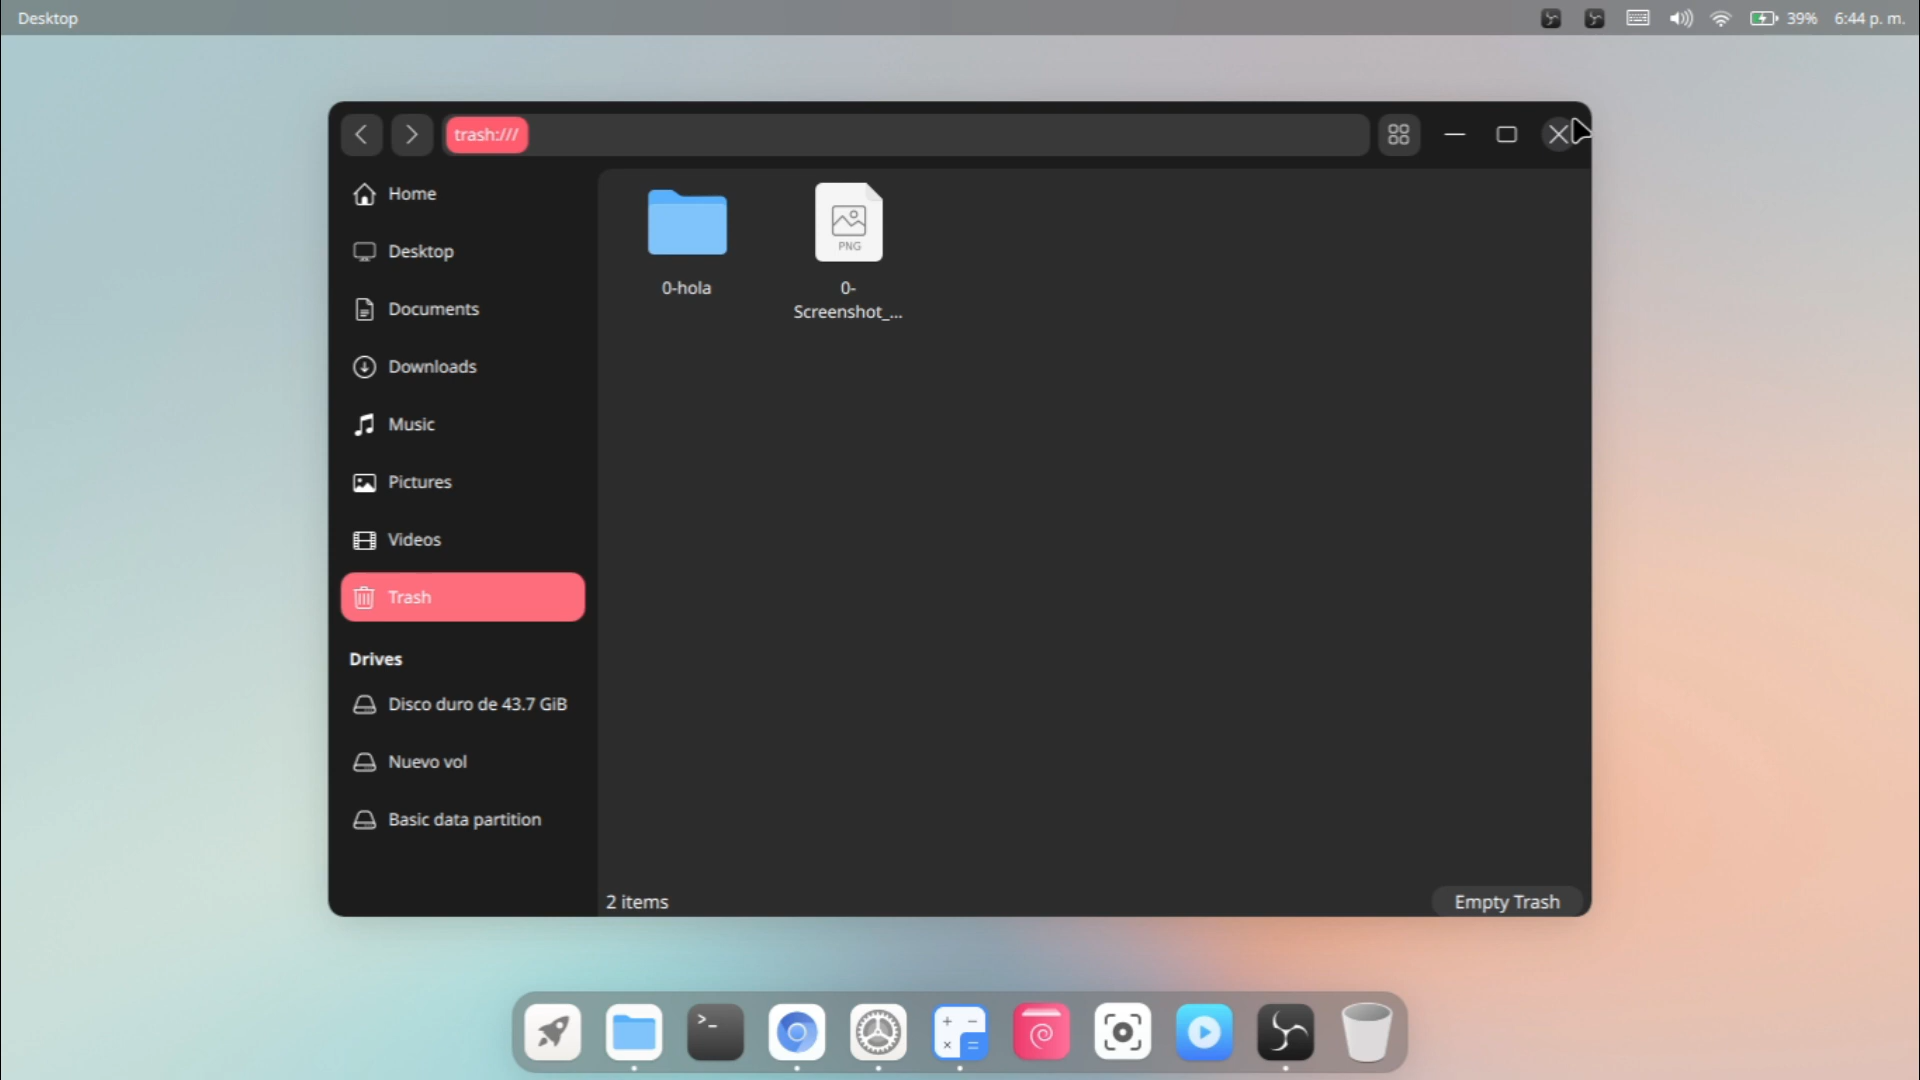 Desktop
39%
6:44 p. m.
trash:///
Home
Desktop
Documents
Downloads
Music
Pictures
Videos
Trash
Drives
Disco duro de 43.7 GiB
Nuevo vol
Basic data partition
0-hola
PNG
0-
Screenshot_...
2 items
Empty Trash
>_